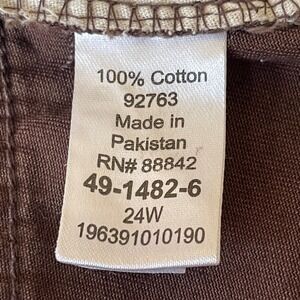 100% Cotton
92763
Made in
Pakistan
RN# 88842
49-1482-6
24W
196391010190